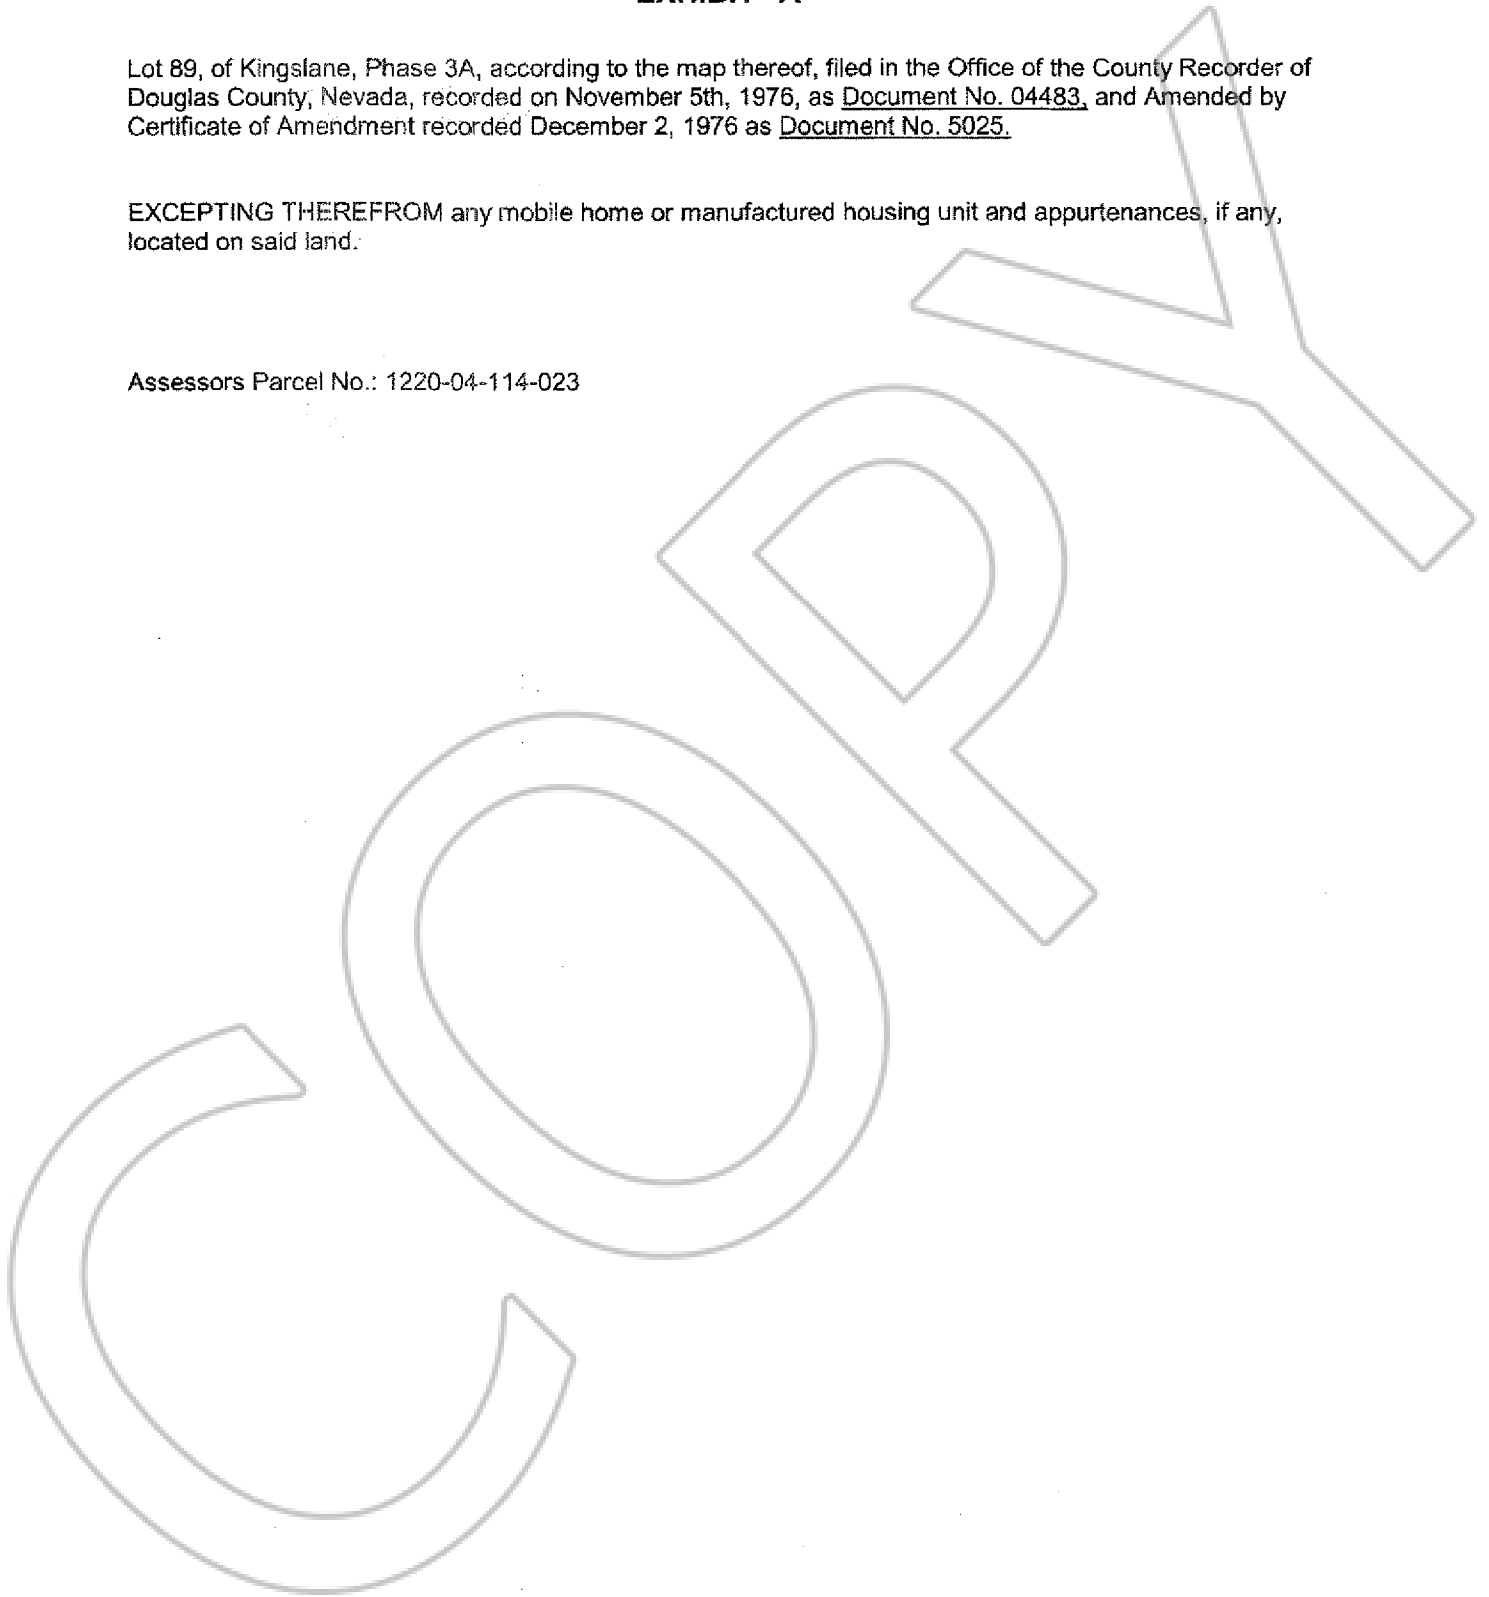 EXHIBIT "A"
Lot 89, of Kingslane, Phase 3A, according to the map thereof, filed in the Office of the County Recorder of
Douglas County, Nevada, recorded on November 5th, 1976, as Document No. 04483, and Amended by
Certificate of Amendment recorded December 2, 1976 as Document No. 5025.
EXCEPTING THEREFROM any mobile home or manufactured housing unit and appurtenances, if any,
located on said land.
Assessors Parcel No.: 1220-04-114-023
COPY